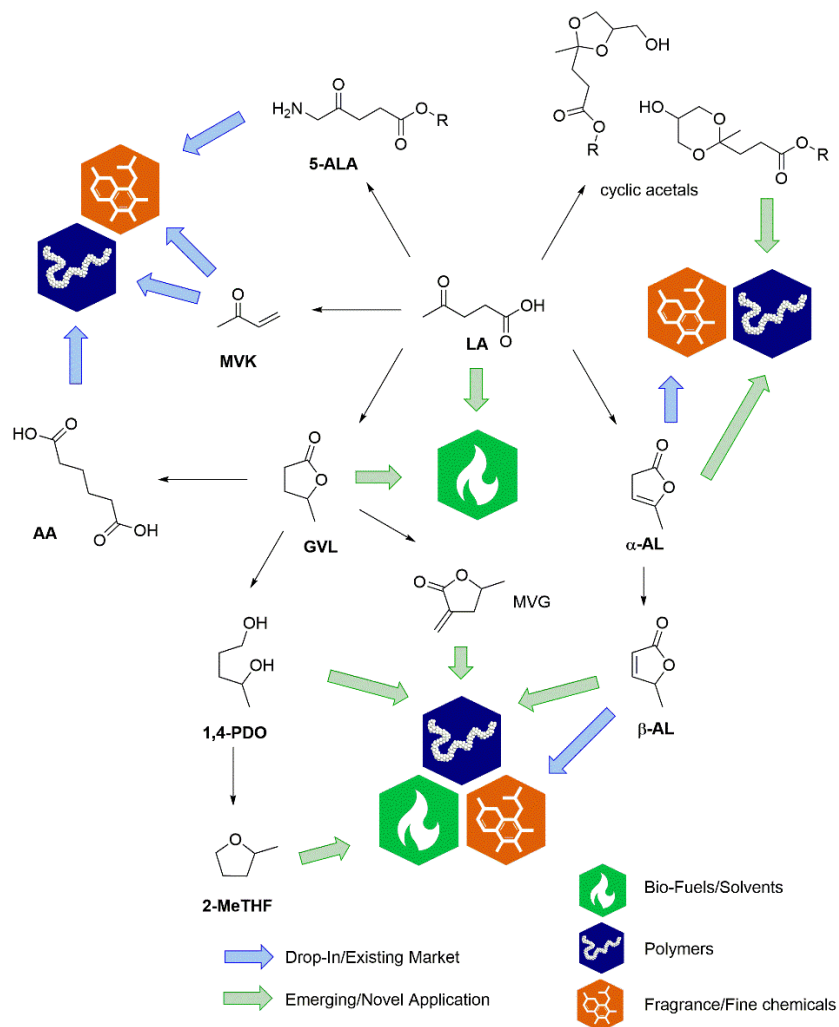 O
OH
O
O
HO
O
O
H2N
O
R
5-ALA
O
O
R
O
O
O
O
R
cyclic acetals
O
OH
O
LA
O
MVK
HO
O
O
OH
AA
O
O
GVL
O
O
α-AL
O
O
MVG
OH
OH
1,4-PDO
O
O
β-AL
O
2-MeTHF
Bio-Fuels/Solvents
Polymers
Fragrance/Fine chemicals
Drop-In/Existing Market
Emerging/Novel Application